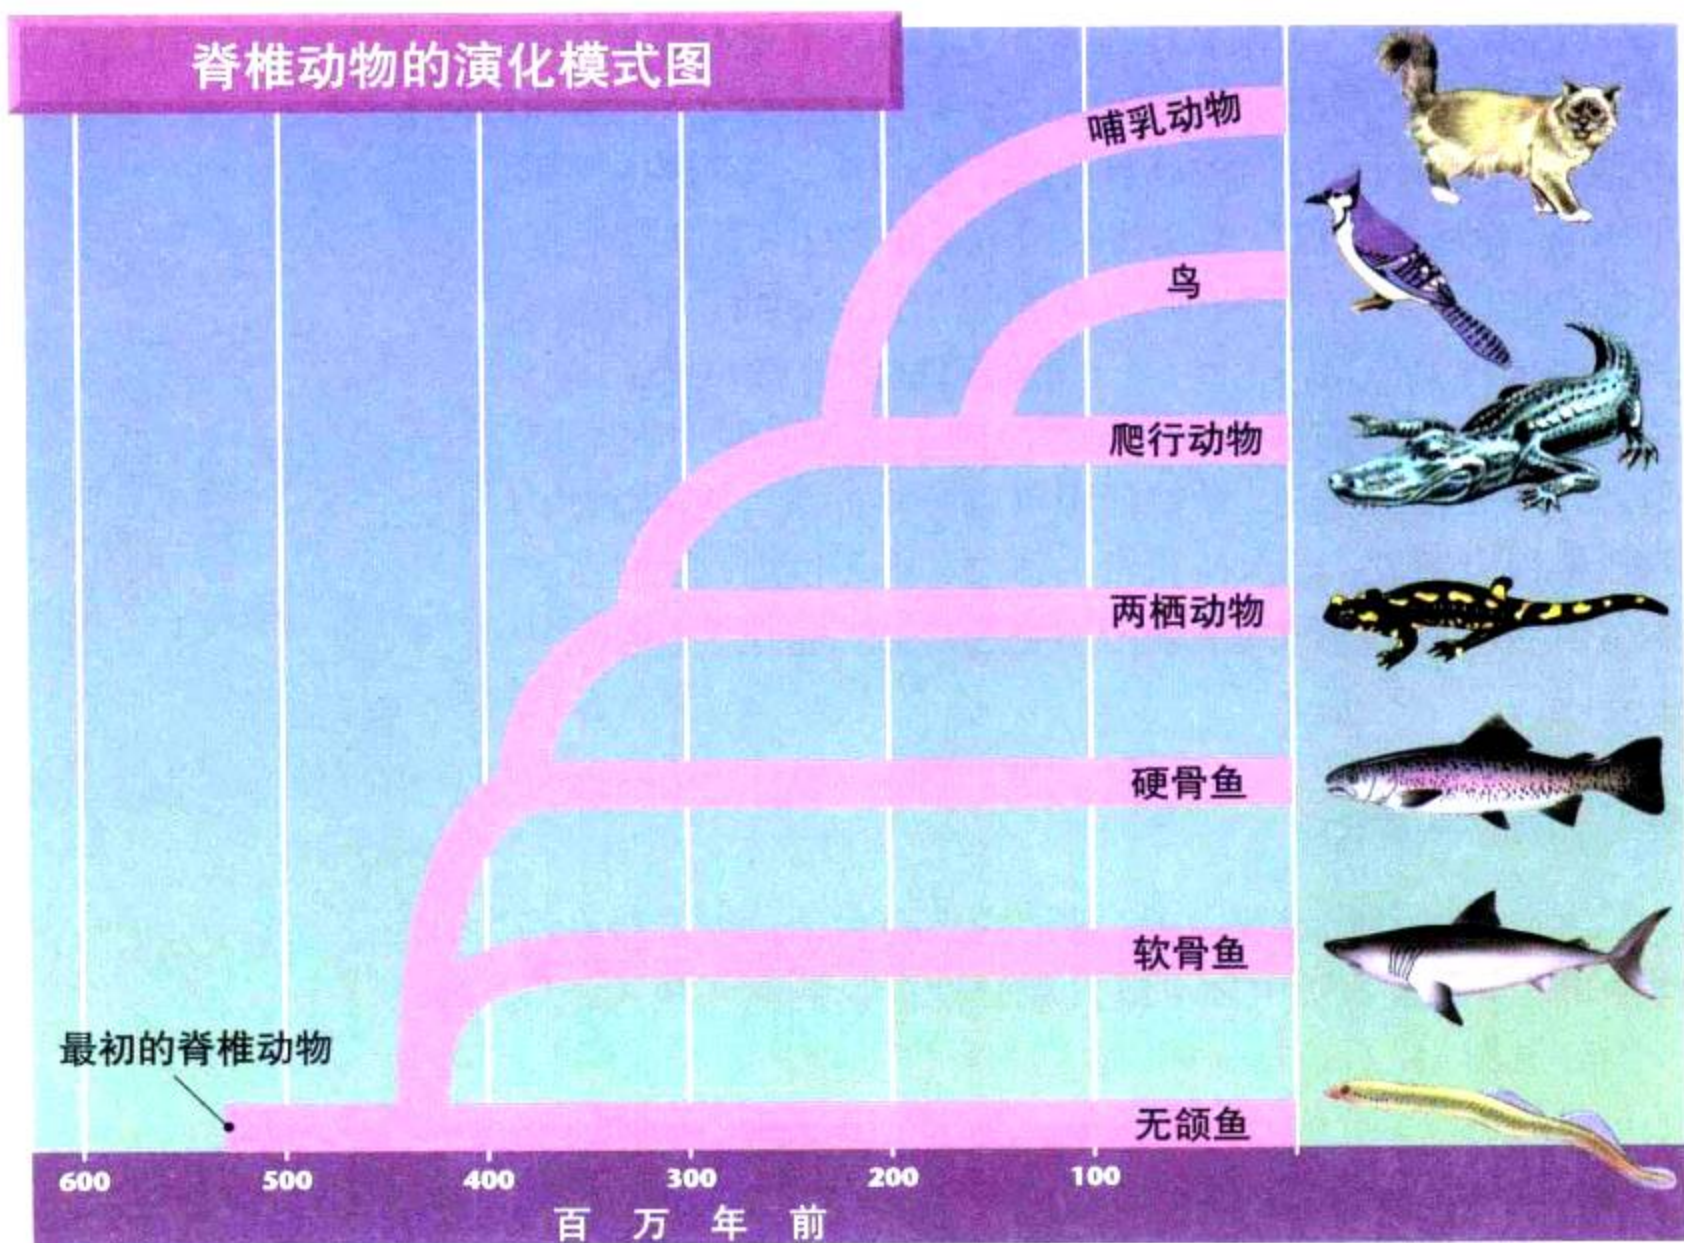 脊椎动物的演化模式图
哺乳动物
鸟
爬行动物
两栖动物
硬骨鱼
软骨鱼
最初的脊椎动物
无颌鱼
600 500 400 300 200 100
百万年前